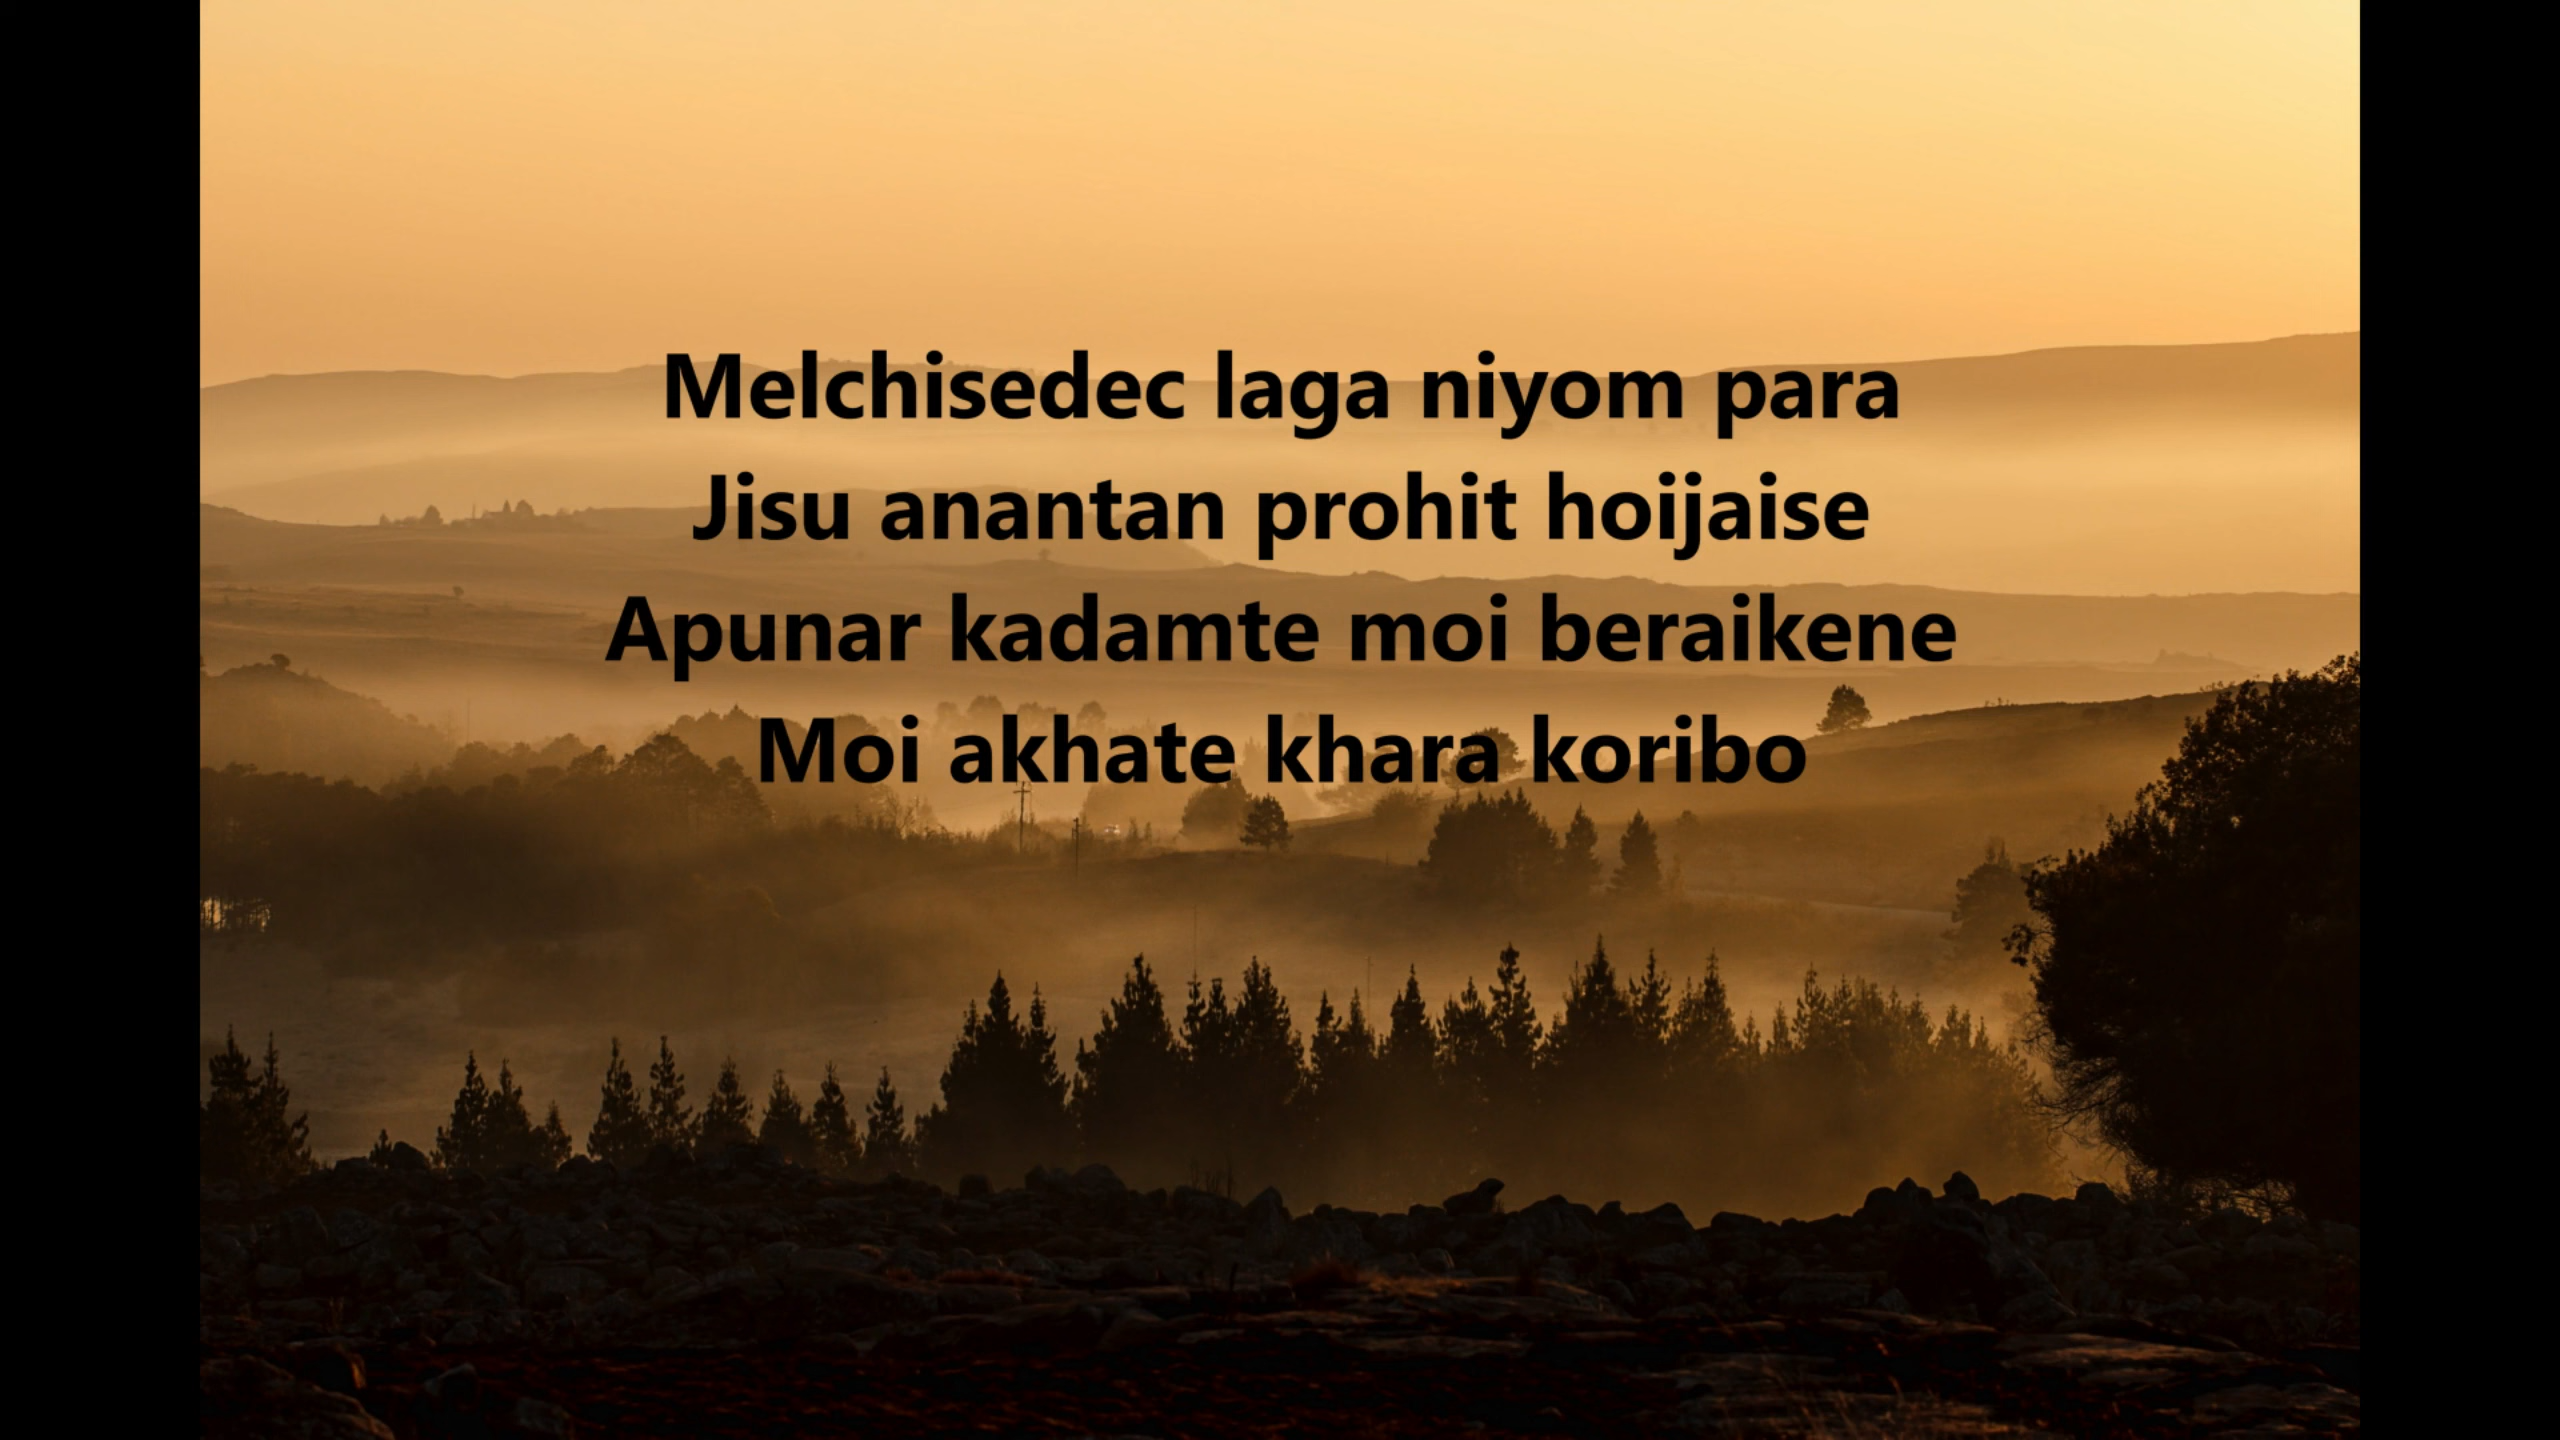 Melchisedec laga niyom para
Jisu anantan prohit hoijaise
Apunar kadamte moi beraikene
Moi akhate khara koribo